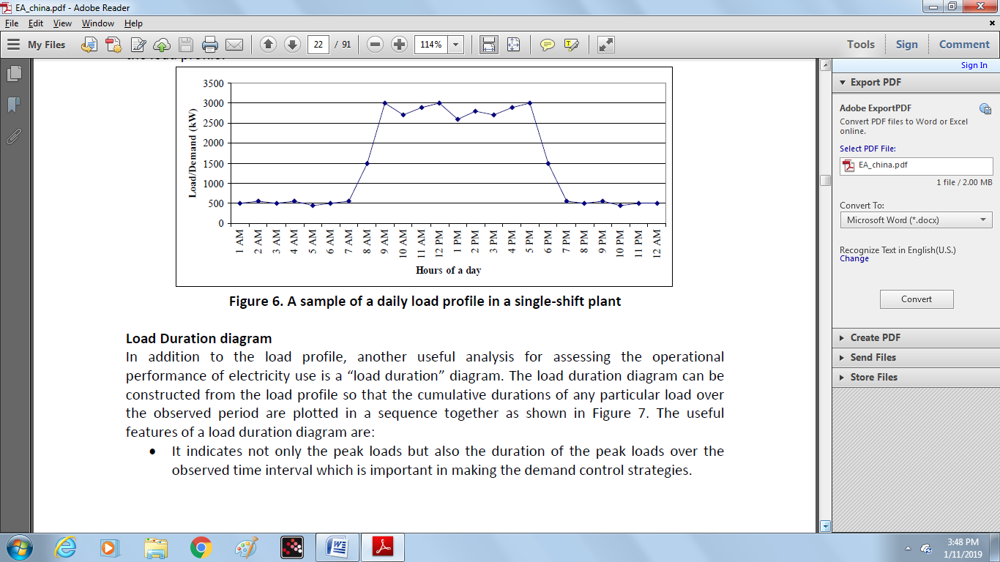 EA_china.pdf - Adobe Reader
File Edit View Window Help
My Files 22 / 91 114% Tools Sign Comment
the load profile.
3500
3000
2500
2000
1500
1000
500
0
Load/Demand (kW)
1 AM 2 AM 3 AM 4 AM 5 AM 6 AM 7 AM 8 AM 9 AM 10 AM 11 AM 12 PM 1 PM 2 PM 3 PM 4 PM 5 PM 6 PM 7 PM 8 PM 9 PM 10 PM 11 PM 12 AM
Hours of a day
Figure 6. A sample of a daily load profile in a single-shift plant
Load Duration diagram
In addition to the load profile, another useful analysis for assessing the operational
performance of electricity use is a “load duration” diagram. The load duration diagram can be
constructed from the load profile so that the cumulative durations of any particular load over
the observed period are plotted in a sequence together as shown in Figure 7. The useful
features of a load duration diagram are:
• It indicates not only the peak loads but also the duration of the peak loads over the
observed time interval which is important in making the demand control strategies.
Sign In
Export PDF
Adobe ExportPDF
Convert PDF files to Word or Excel
online.
Select PDF File:
EA_china.pdf
1 file / 2.00 MB
Convert To:
Microsoft Word (*.docx)
Recognize Text in English(U.S.)
Change
Convert
Create PDF
Send Files
Store Files
3:48 PM
1/11/2019